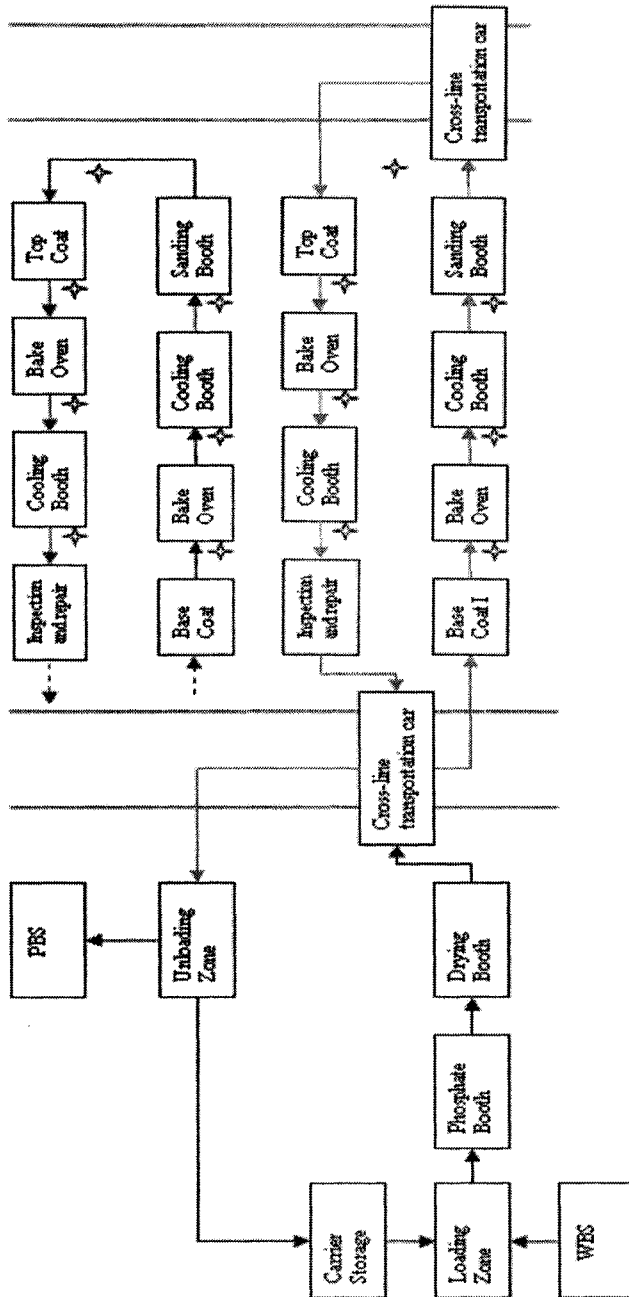 PBS
Inspection
and repair
Cooling
Booth
Bake
Oven
Top
Coat
Unloading
Zone
Base
Coat
Bake
Oven
Cooling
Booth
Sanding
Booth
Carrier
Storage
Inspection
and repair
Cooling
Booth
Bake
Oven
Top
Coat
Cross-line
transportation car
Loading
Zone
Phosphate
Booth
Drying
Booth
Base
Coat I
Bake
Oven
Cooling
Booth
Sanding
Booth
Cross-line
transportation car
WBS